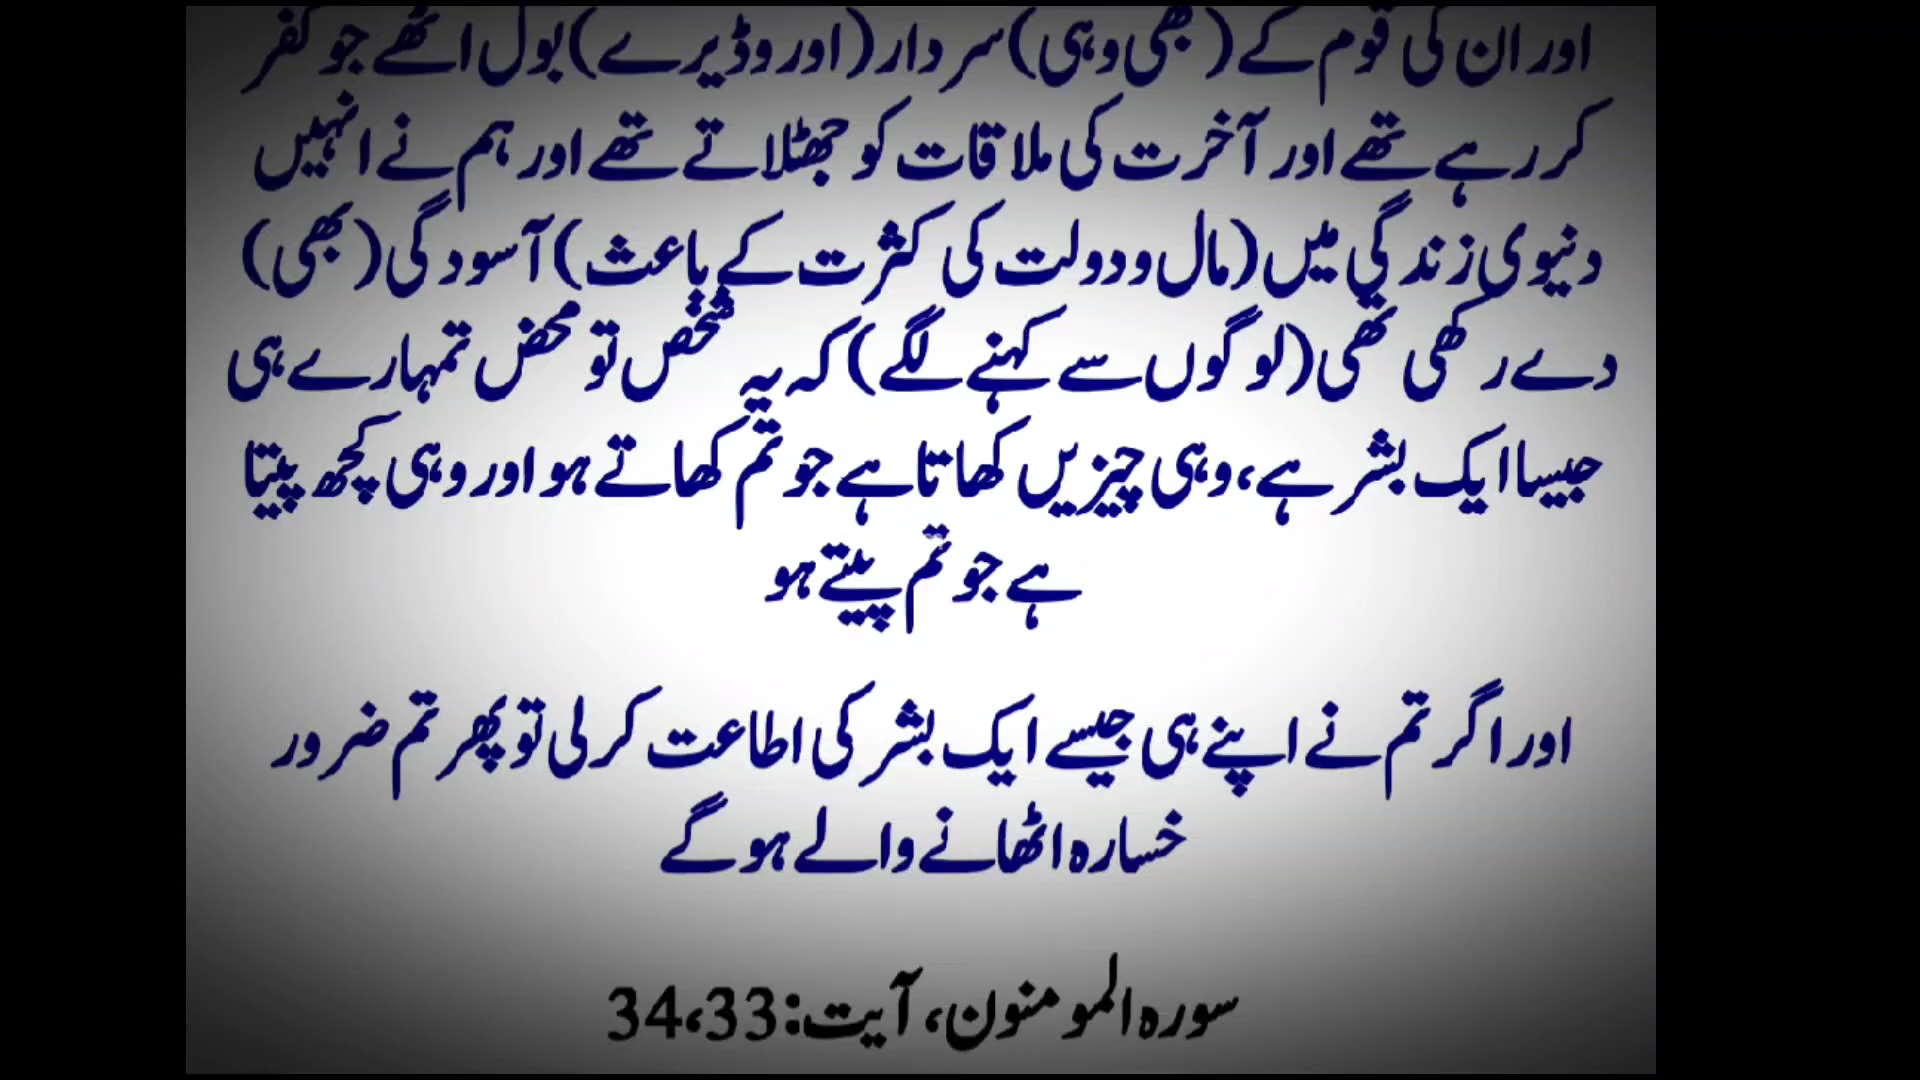 اور ان کی قوم کے (بھی وہی) سردار (اور وڈیرے) بول اٹھے جو کفر
کر رہے تھے اور آخرت کی ملاقات کو جھٹلاتے تھے اور ہم نے انہیں
دنیوی زندگی میں (مال و دولت کی کثرت کے باعث) آسودگی (بھی)
دے رکھی تھی (لوگوں سے کہنے لگے) کہ یہ شخص تو محض تمہارے ہی
جیسا ایک بشر ہے، وہی چیزیں کھاتا ہے جو تم کھاتے ہو اور وہی کچھ پیتا
ہے جو تم پیتے ہو
اور اگر تم نے اپنے ہی جیسے ایک بشر کی اطاعت کر لی تو پھر تم ضرور
خسارہ اٹھانے والے ہو گے
سورہ المومنون، آیت: 33،34